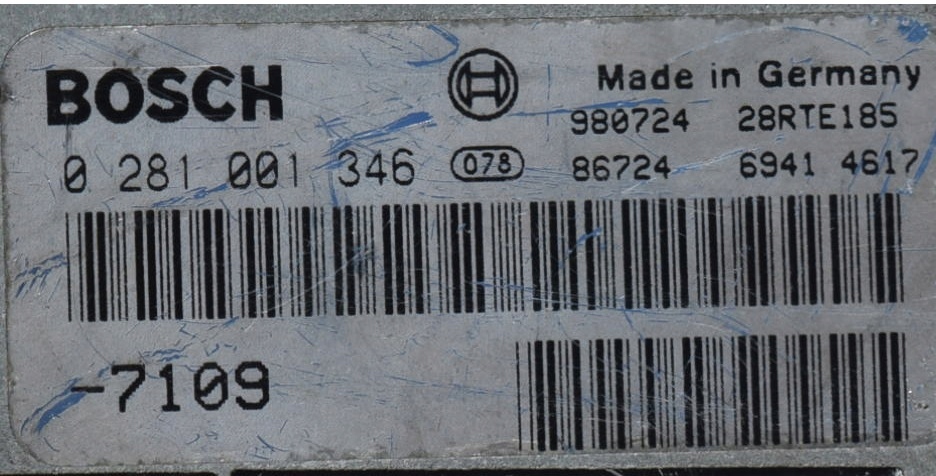 BOSCH
Made in Germany
980724 28RTE185
0 281 001 346 078 86724 6941 4617
-7109